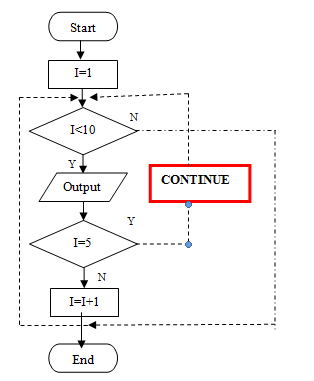 Start
I=1
I<10
N
Y
Output
CONTINUE
Y
I=5
N
I=I+1
End